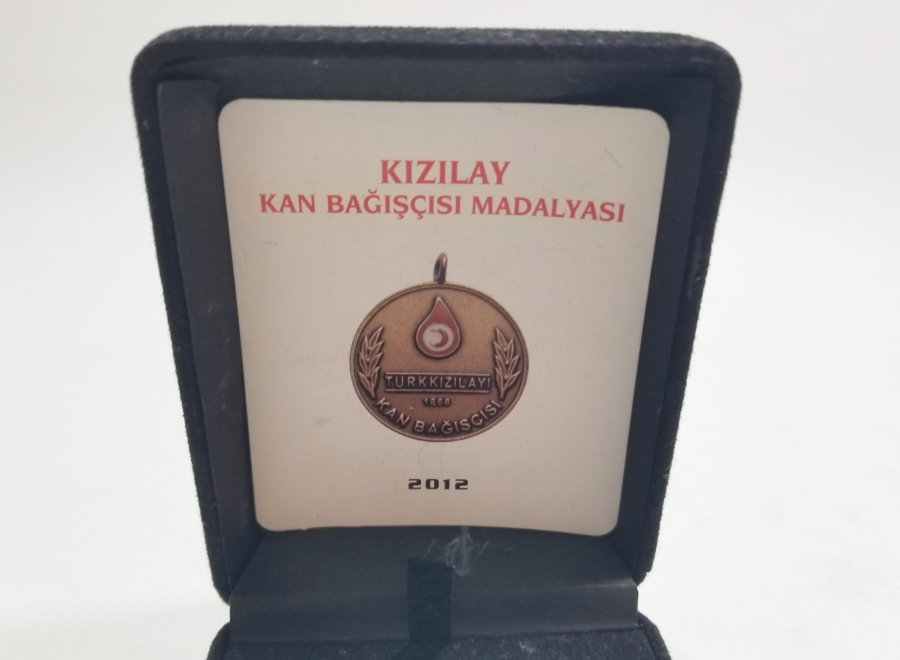 KIZILAY
KAN BAĞIŞÇISI MADALYASI
TÜRKKIZILAYI
1868
KAN BAĞIŞÇISI
2012